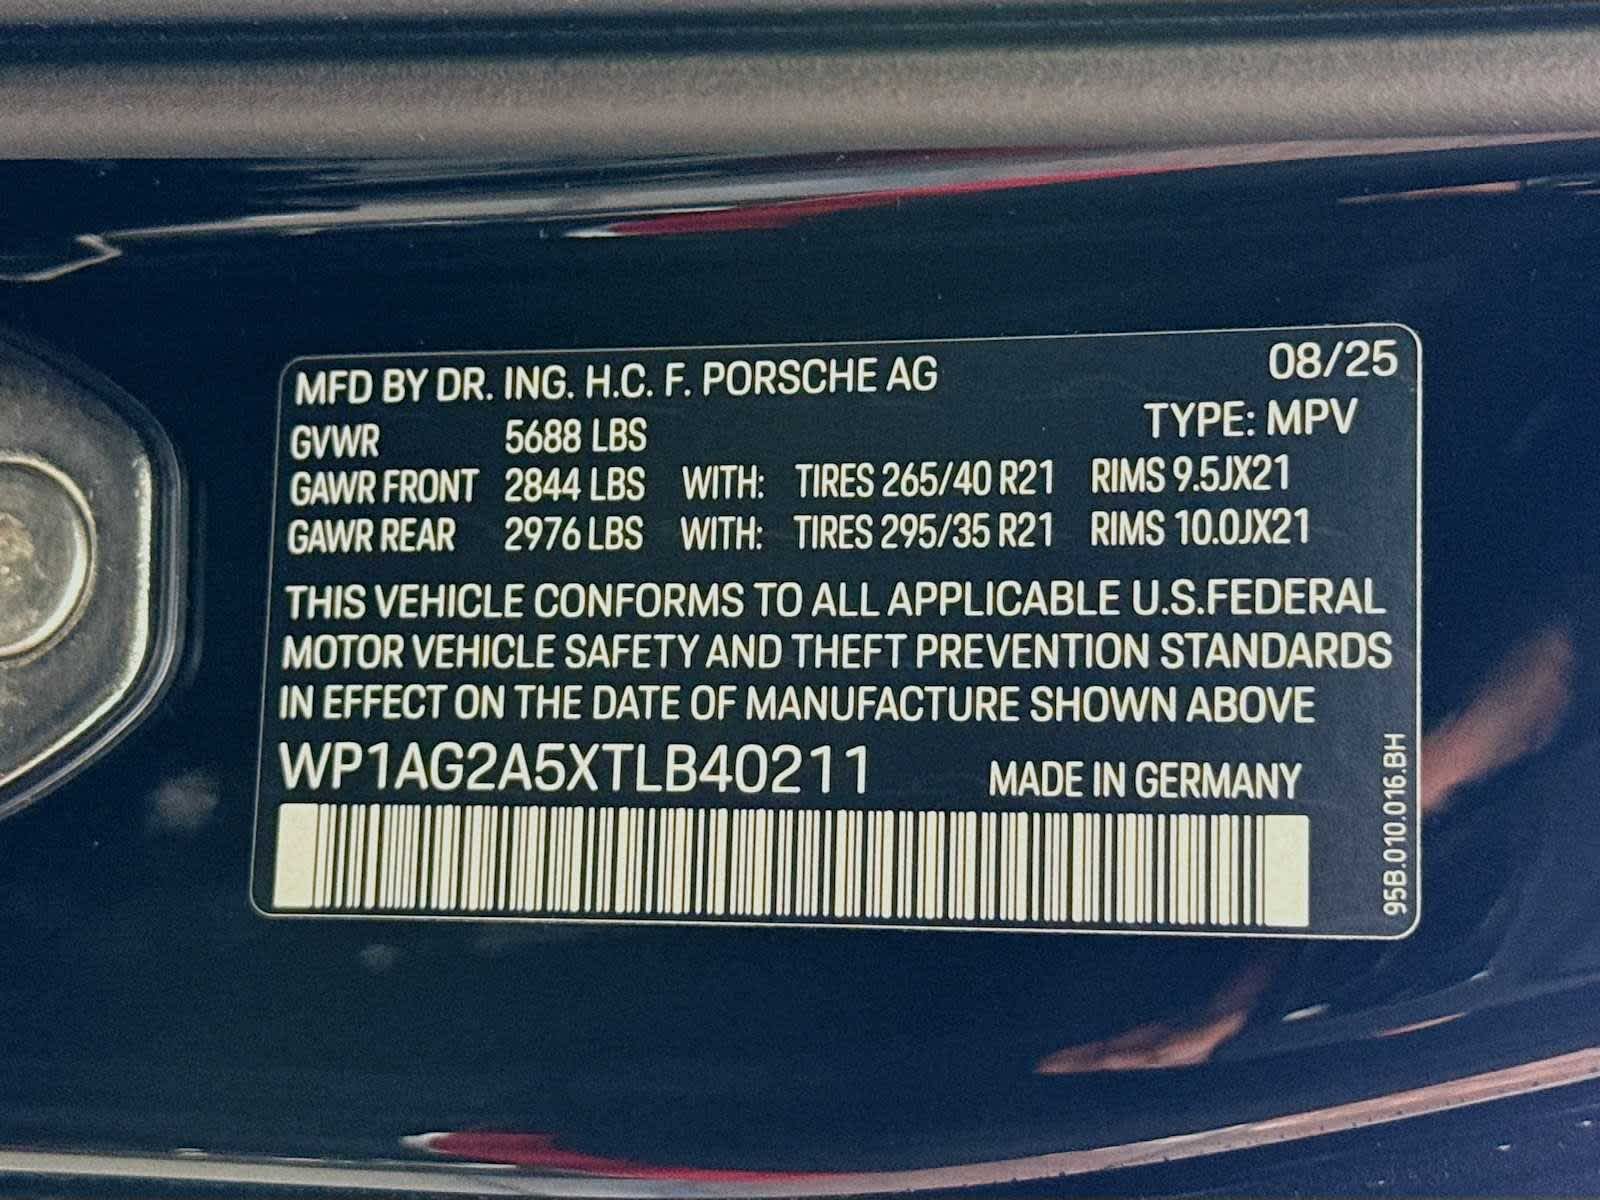 MFD BY DR. ING. H.C. F. PORSCHE AG 08/25
GVWR 5688 LBS TYPE: MPV
GAWR FRONT 2844 LBS WITH: TIRES 265/40 R21 RIMS 9.5JX21
GAWR REAR 2976 LBS WITH: TIRES 295/35 R21 RIMS 10.0JX21
THIS VEHICLE CONFORMS TO ALL APPLICABLE U.S.FEDERAL
MOTOR VEHICLE SAFETY AND THEFT PREVENTION STANDARDS
IN EFFECT ON THE DATE OF MANUFACTURE SHOWN ABOVE
WP1AG2A5XTLB40211 MADE IN GERMANY
95B.010.016.BH